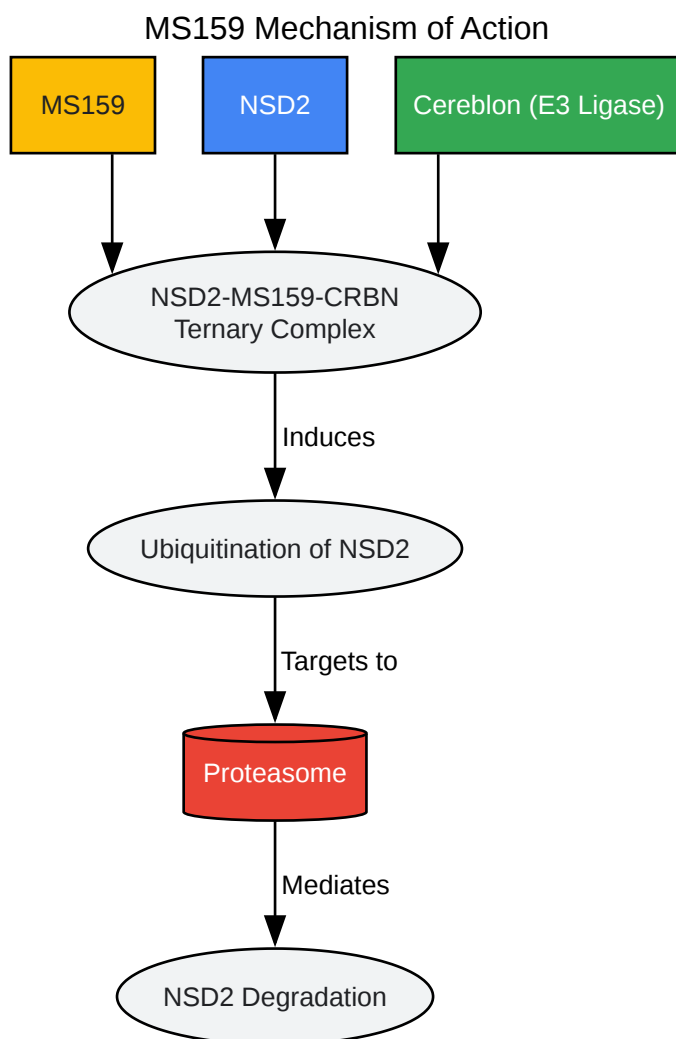 MS159 Mechanism of Action
MS159
NSD2
Cereblon (E3 Ligase)
NSD2-MS159-CRBN
Ternary Complex
Induces
Ubiquitination of NSD2
Targets to
Proteasome
Mediates
NSD2 Degradation